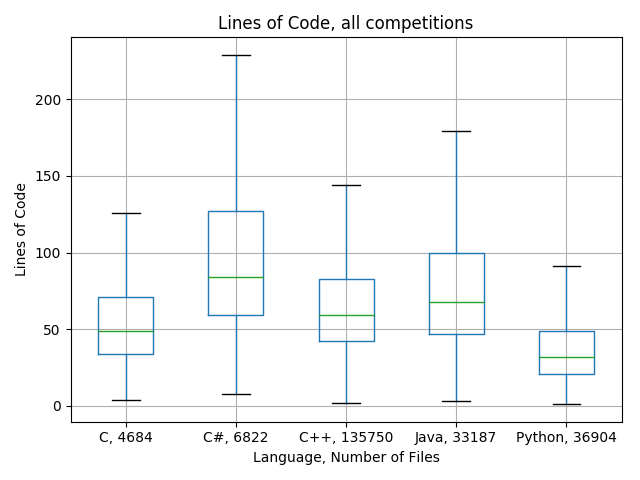 Lines of Code, all competitions
Lines of Code
200
150
100
50
0
C, 4684
C#, 6822
C++, 135750
Java, 33187
Python, 36904
Language, Number of Files